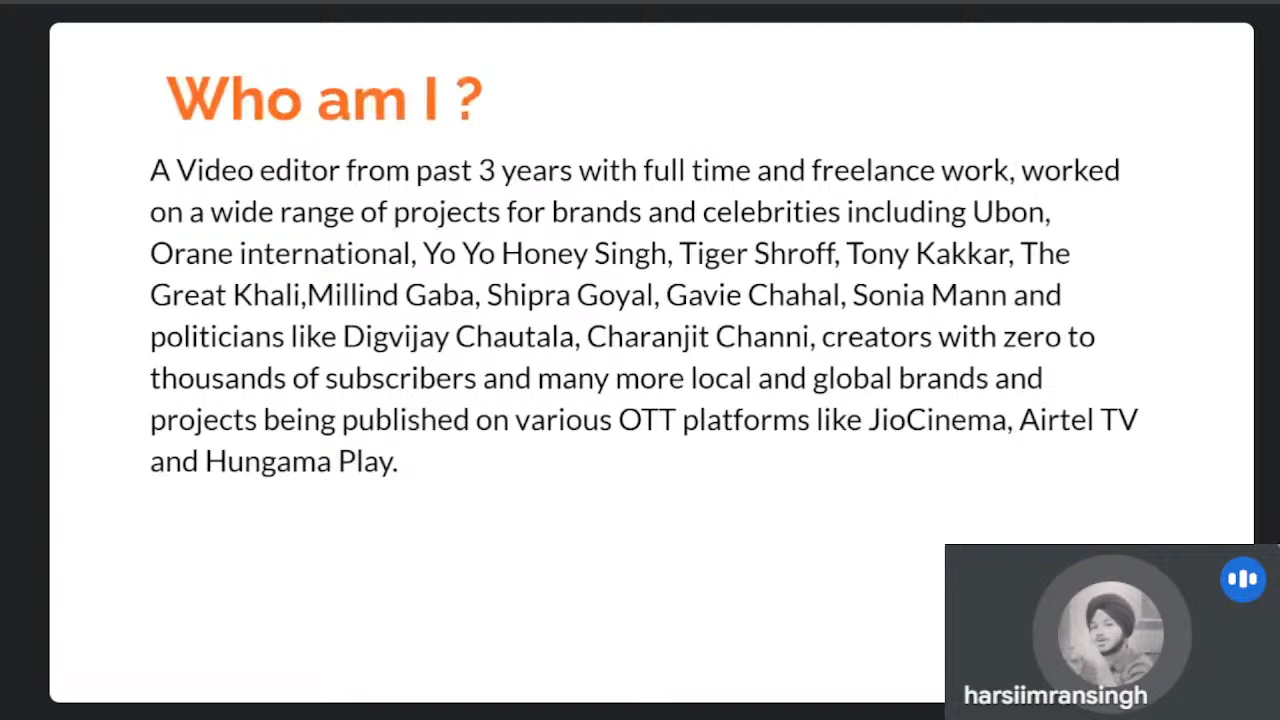 Who am I ?
A Video editor from past 3 years with full time and freelance work, worked
on a wide range of projects for brands and celebrities including Ubon,
Orane international, Yo Yo Honey Singh, Tiger Shroff, Tony Kakkar, The
Great Khali,Millind Gaba, Shipra Goyal, Gavie Chahal, Sonia Mann and
politicians like Digvijay Chautala, Charanjit Channi, creators with zero to
thousands of subscribers and many more local and global brands and
projects being published on various OTT platforms like JioCinema, Airtel TV
and Hungama Play.
harsiimransingh